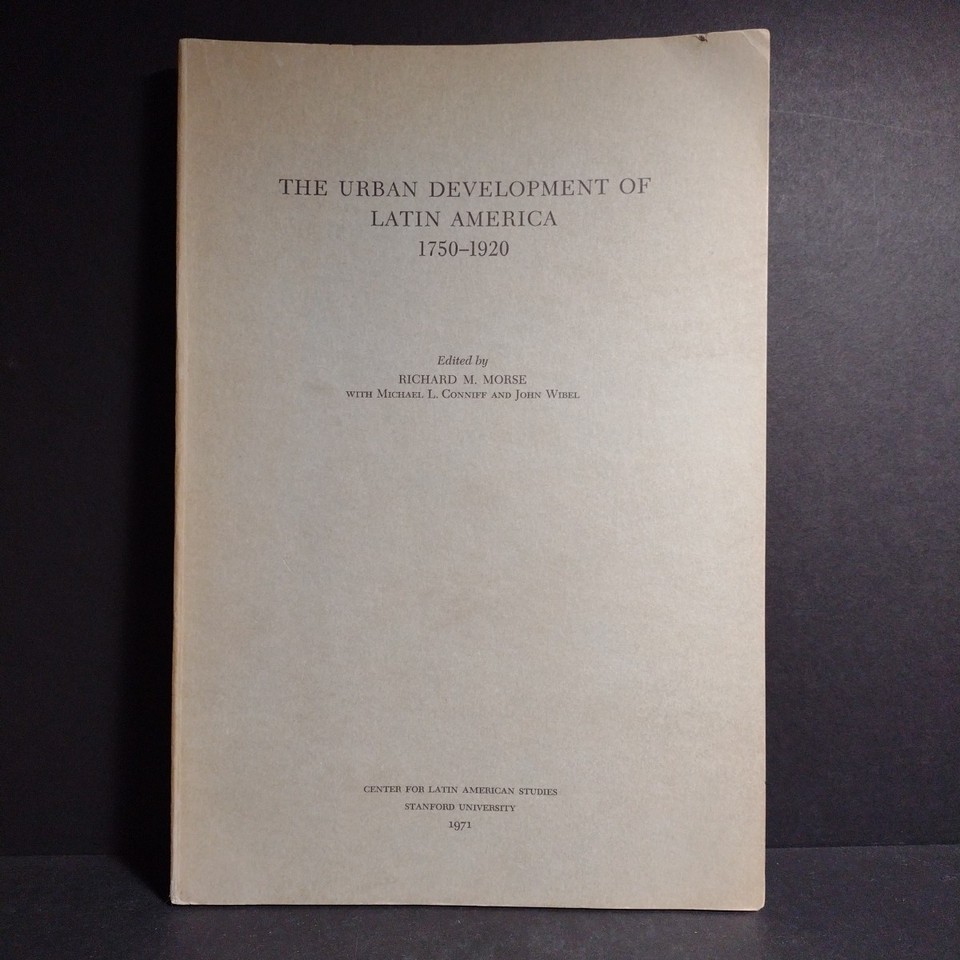 THE URBAN DEVELOPMENT OF
LATIN AMERICA
1750–1920
Edited by
RICHARD M. MORSE
WITH MICHAEL L. CONNIFF AND JOHN WIBEL
CENTER FOR LATIN AMERICAN STUDIES
STANFORD UNIVERSITY
1971